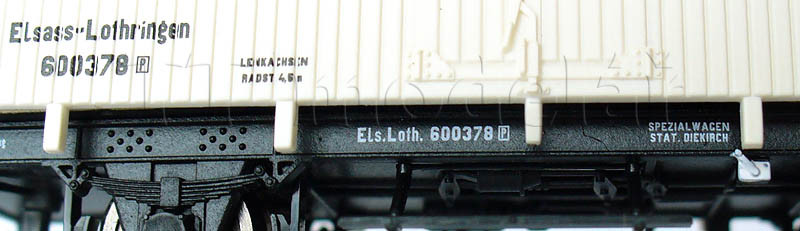 Elsass-Lothringen
600378 P
LENKACHSEN
RADST 4,5 m
Els.Loth. 600378 P
SPEZIALWAGEN
STAT. DIEKIRCH